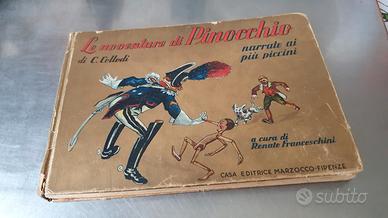 Le avventure di Pinocchio
di C. Collodi
narrate ai
più piccini
a cura di
Renato Franceschini
CASA EDITRICE MARZOCCO-FIRENZE
subito